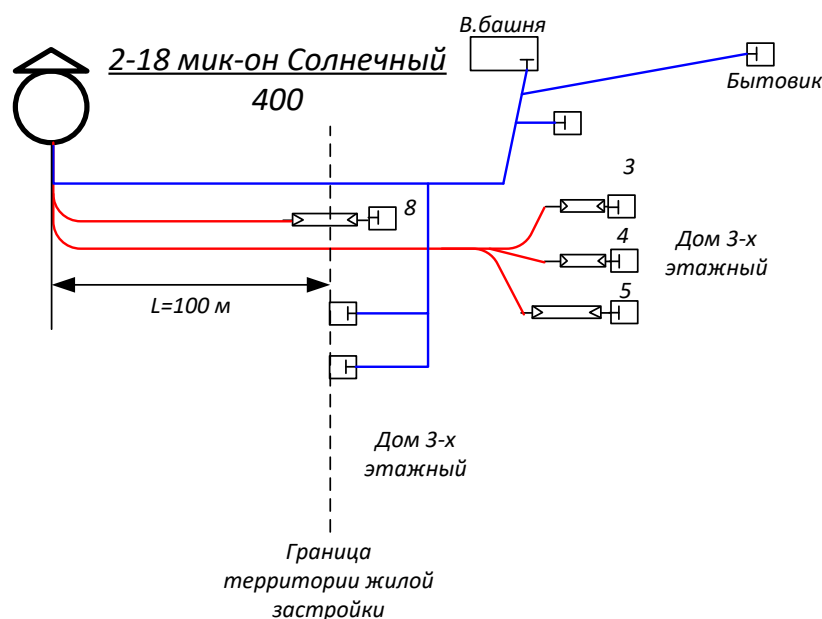 В.башня
2-18 мик-он Солнечный
400
Бытовик
3
8
4
Дом 3-х
этажный
5
L=100 м
Дом 3-х
этажный
Граница
территории жилой
застройки